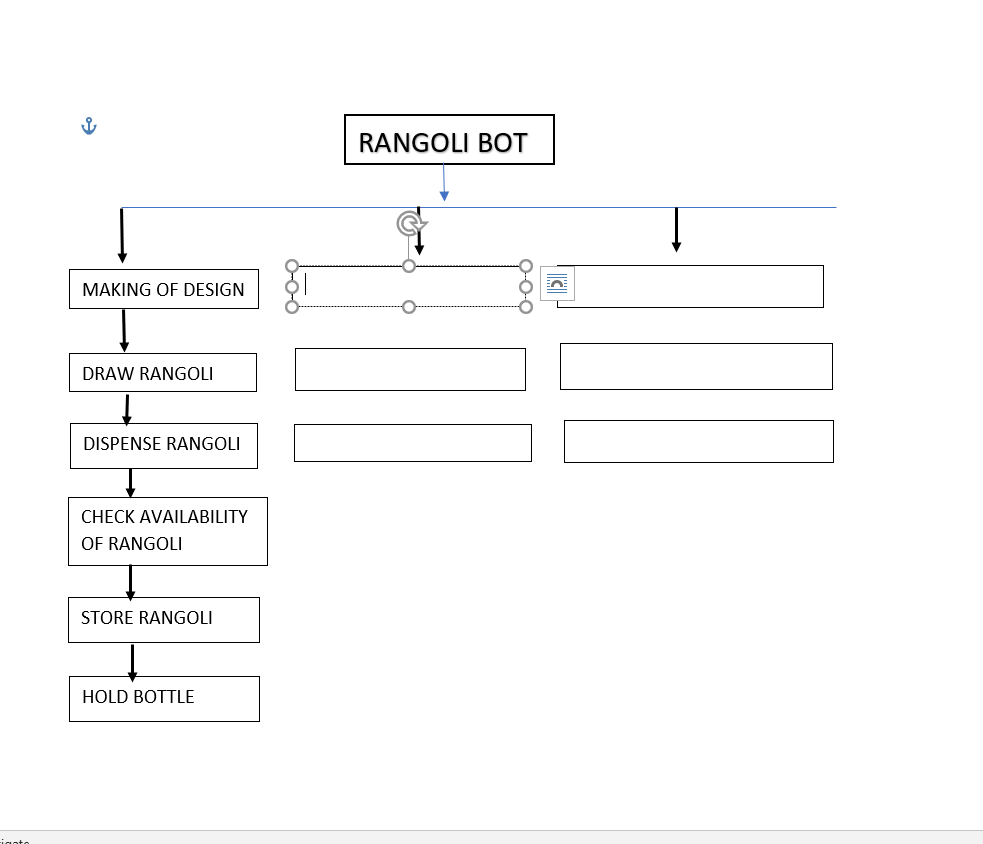 RANGOLI BOT
MAKING OF DESIGN
DRAW RANGOLI
DISPENSE RANGOLI
CHECK AVAILABILITY
OF RANGOLI
STORE RANGOLI
HOLD BOTTLE